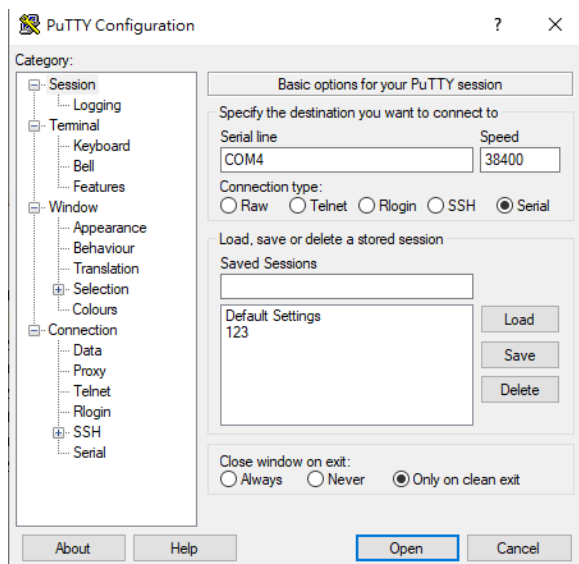 PuTTY Configuration
?
Category:
Session
Logging
Terminal
Keyboard
Bell
Features
Window
Appearance
Behaviour
Translation
Selection
Colours
Connection
Data
Proxy
Telnet
Rlogin
SSH
Serial
Basic options for your PuTTY session
Specify the destination you want to connect to
Serial line Speed
COM4 38400
Connection type:
Raw Telnet Rlogin SSH Serial
Load, save or delete a stored session
Saved Sessions
Default Settings
123
Load
Save
Delete
Close window on exit:
Always Never Only on clean exit
About Help Open Cancel